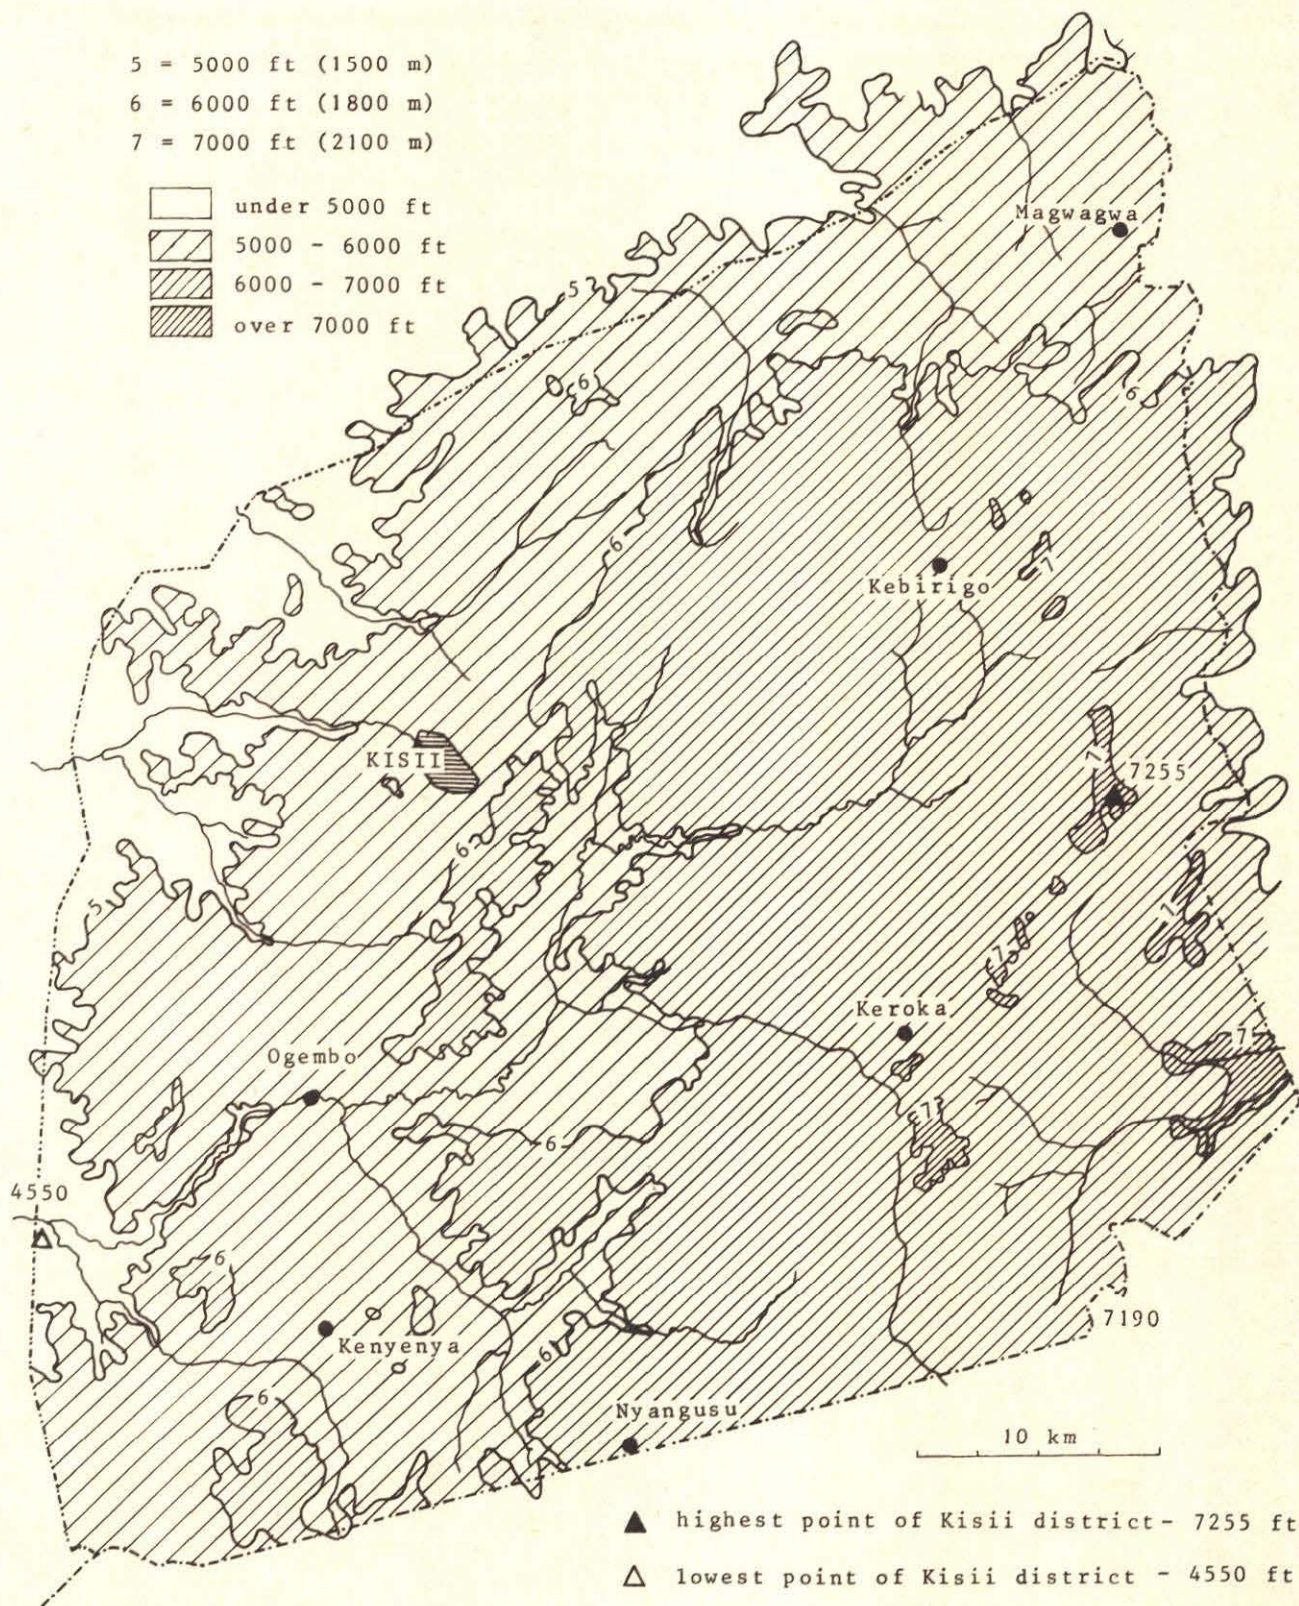 5 = 5000 ft (1500 m)
6 = 6000 ft (1800 m)
7 = 7000 ft (2100 m)
under 5000 ft
5000 - 6000 ft
6000 - 7000 ft
over 7000 ft
Magwagwa
5
6
6
6
7
Kebirigo
KISII
7
7255
6
5
7
7
Keroka
7
Ogembo
7
6
4550
6
7190
Kenyenya
6
6
Nyangusu
10 km
▲ highest point of Kisii district - 7255 ft
△ lowest point of Kisii district - 4550 ft